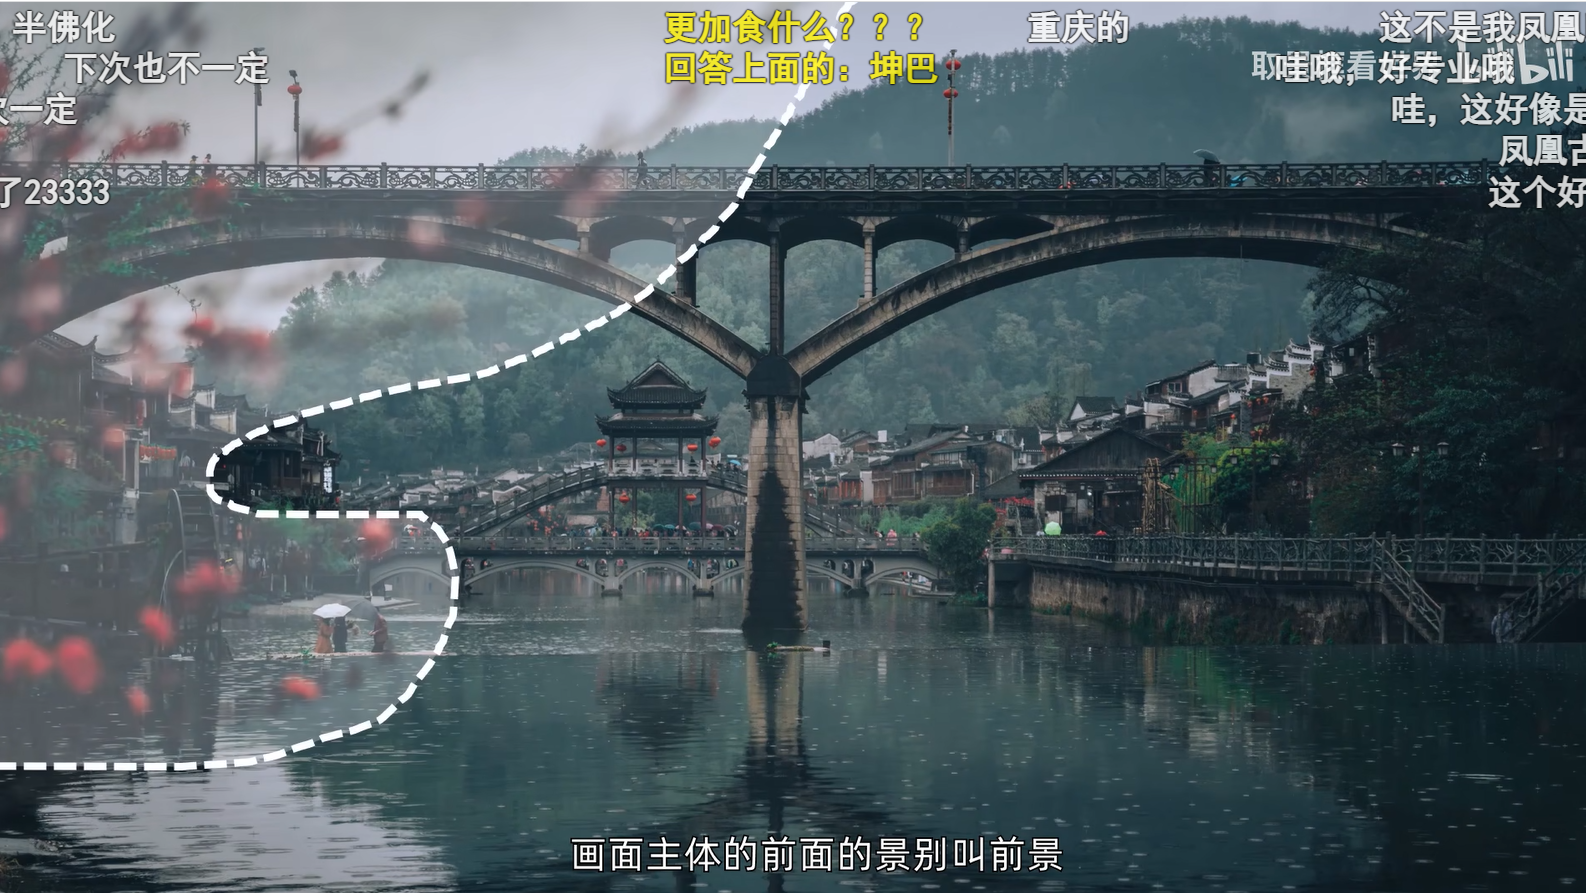 半佛化
更加食什么？？？
重庆的
这不是我凤凰
下次也不一定
回答上面的：坤巴
哇哦，好专业哦
bili
一定
哇，这好像是
凤凰古
了23333
这个好
画面主体的前面的景别叫前景